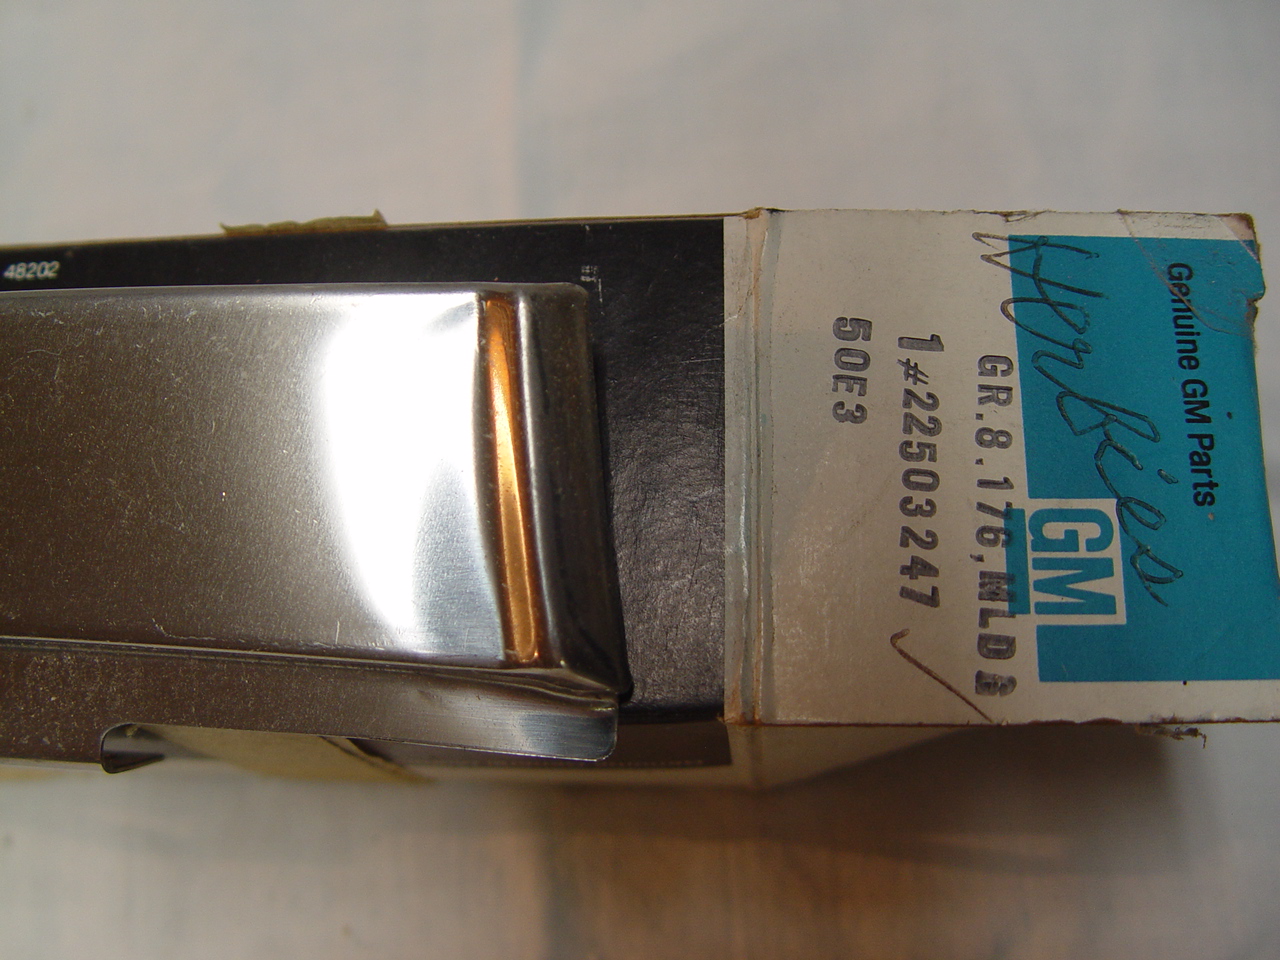 48202
Genuine GM Parts
GM
GR.8.176,MLDG
1#22503247
50E3